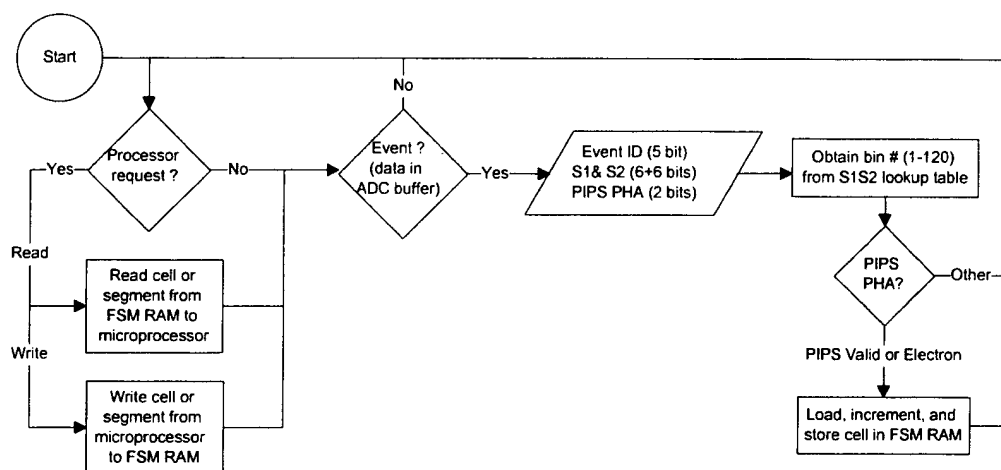 Start
No
Processor
request ?
Yes
No
Event ?
(data in
ADC buffer)
Yes
Event ID (5 bit)
S1& S2 (6+6 bits)
PIPS PHA (2 bits)
Obtain bin # (1-120)
from S1S2 lookup table
Read
PIPS
PHA?
Other
Read cell or
segment from
FSM RAM to
microprocessor
Write
PIPS Valid or Electron
Write cell or
segment from
microprocessor
to FSM RAM
Load, increment, and
store cell in FSM RAM